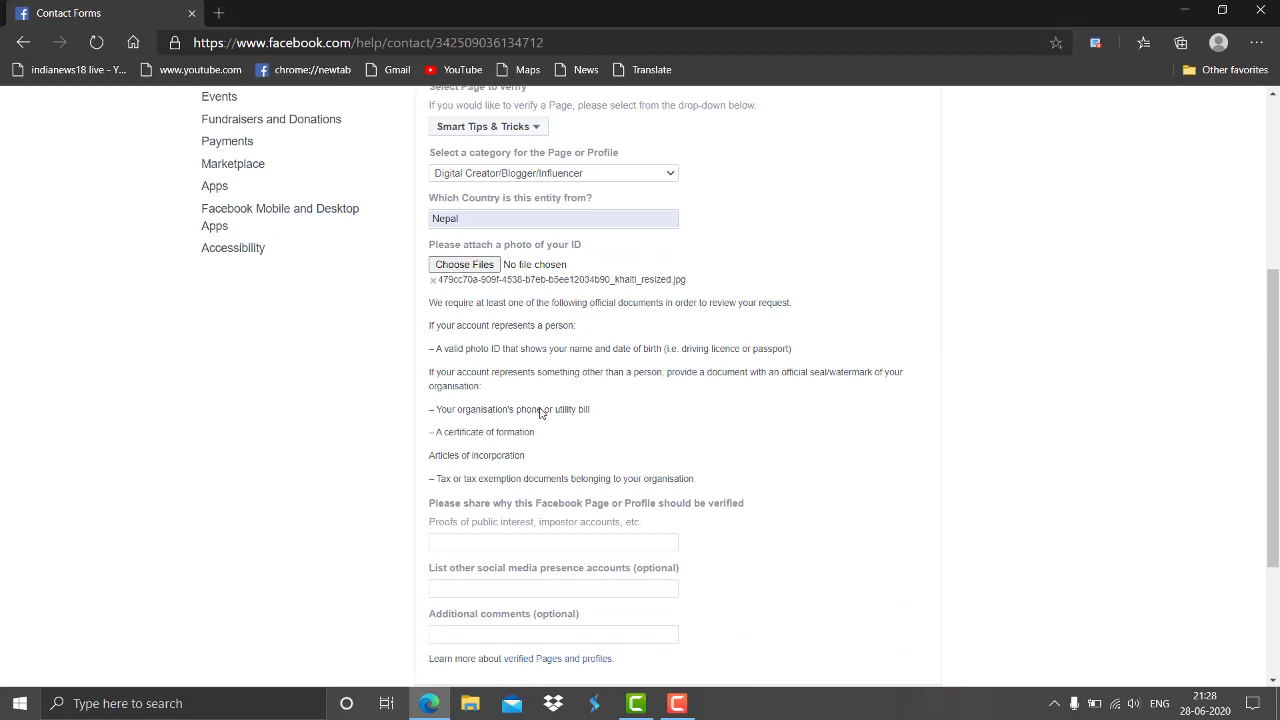 Contact Forms
https://www.facebook.com/help/contact/342509036134712
indianews18 live - Y...
www.youtube.com
chrome://newtab
Gmail
YouTube
Maps
News
Translate
Other favorites
Events
Fundraisers and Donations
Payments
Marketplace
Apps
Facebook Mobile and Desktop
Apps
Accessibility
Select Page to verify
If you would like to verify a Page, please select from the drop-down below.
Smart Tips & Tricks
Select a category for the Page or Profile
Digital Creator/Blogger/Influencer
Which Country is this entity from?
Nepal
Please attach a photo of your ID
Choose Files No file chosen
479cc70a-909f-4538-b7eb-b5ee12034b90_khalti_resized.jpg
We require at least one of the following official documents in order to review your request.
If your account represents a person:
– A valid photo ID that shows your name and date of birth (i.e. driving licence or passport)
If your account represents something other than a person, provide a document with an official seal/watermark of your
organisation:
– Your organisation's phone or utility bill
– A certificate of formation
Articles of incorporation
– Tax or tax exemption documents belonging to your organisation
Please share why this Facebook Page or Profile should be verified
Proofs of public interest, impostor accounts, etc.
List other social media presence accounts (optional)
Additional comments (optional)
Learn more about verified Pages and profiles.
Type here to search
ENG
21:28
28-06-2020